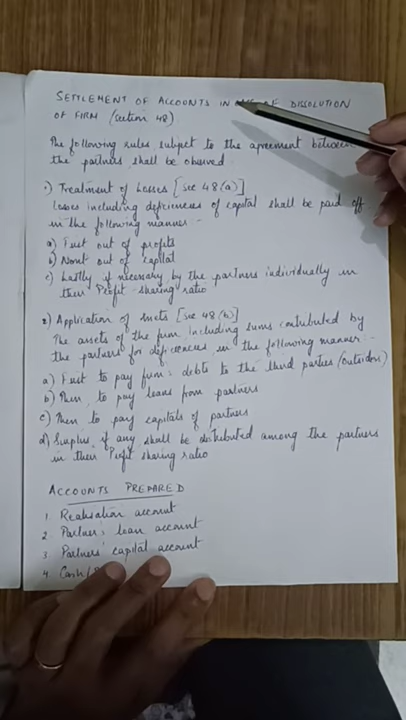 SETTLEMENT OF ACCOUNTS IN OF DISSOLUTION
OF FIRM (Section 48)
The following rules subject to the agreement between
the partners shall be observed
1) Treatment of Losses [Sec 48(a)]
Losses including deficiencies of capital shall be paid off
in the following manner -
a) First out of profits
b) Next out of capital
c) Lastly if necessary by the partners individually in
their Profit sharing ratio
2) Application of assets [Sec 48(b)]
The assets of the firm, including sums contributed by
the partners for deficiencies, in the following manner :-
a) First to pay firms debts to the third parties (outsiders)
b) Then, to pay loans from partners
c) Then to pay capitals of partners
d) Surplus, if any shall be distributed among the partners
in their Profit sharing ratio
ACCOUNTS PREPARED
1. Realisation account
2. Partners' loan account
3. Partners' capital account
4. Cash/